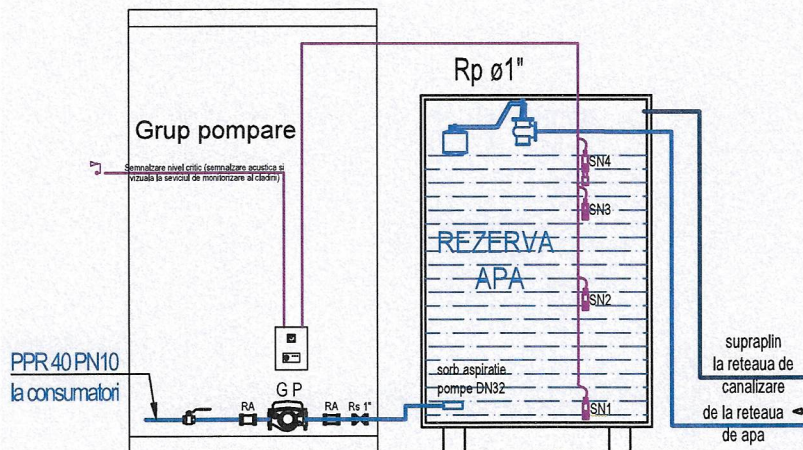 Rp ø1"
Grup pompare
Semnalzare nivel critic (semnalzare acustica si
vizuala la seviciul de monitorizare al cladirii)
SN4
SN3
REZERVA
APA
SN2
supraplin
la reteaua de
canalizare
PPR 40 PN10
la consumatori
sorb aspiratie
pompe DN32
G P
RA
RA
Rs 1"
SN1
de la reteaua
de apa